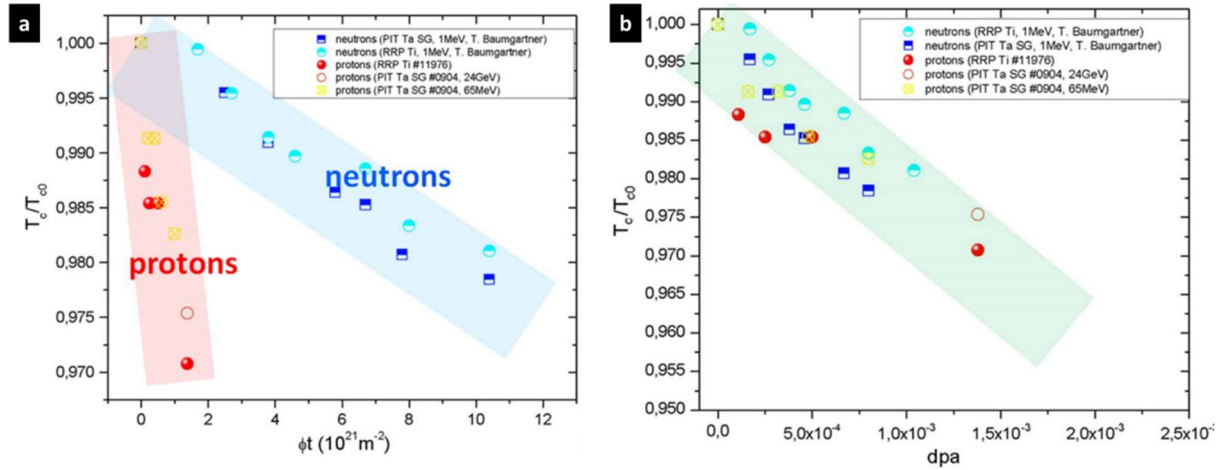 a
neutrons (PIT Ta SG, 1MeV, T. Baumgartner)
neutrons (RRP Ti, 1MeV, T. Baumgartner)
protons (RRP Ti #11976)
protons (PIT Ta SG #0904, 24GeV)
protons (PIT Ta SG #0904, 65MeV)
1,000
0,995
0,990
0,985
0,980
0,975
0,970
Tc/Tc0
neutrons
protons
0 2 4 6 8 10 12
ϕt (10²¹m⁻²)
b
neutrons (RRP Ti, 1MeV, T. Baumgartner)
neutrons (PIT Ta SG, 1MeV, T. Baumgartner)
protons (RRP Ti #11976)
protons (PIT Ta SG #0904, 24GeV)
protons (PIT Ta SG #0904, 65MeV)
1,000
0,995
0,990
0,985
0,980
0,975
0,970
0,965
0,960
0,955
0,950
Tc/Tc0
0,0 5,0x10⁻⁴ 1,0x10⁻³ 1,5x10⁻³ 2,0x10⁻³ 2,5x10⁻
dpa